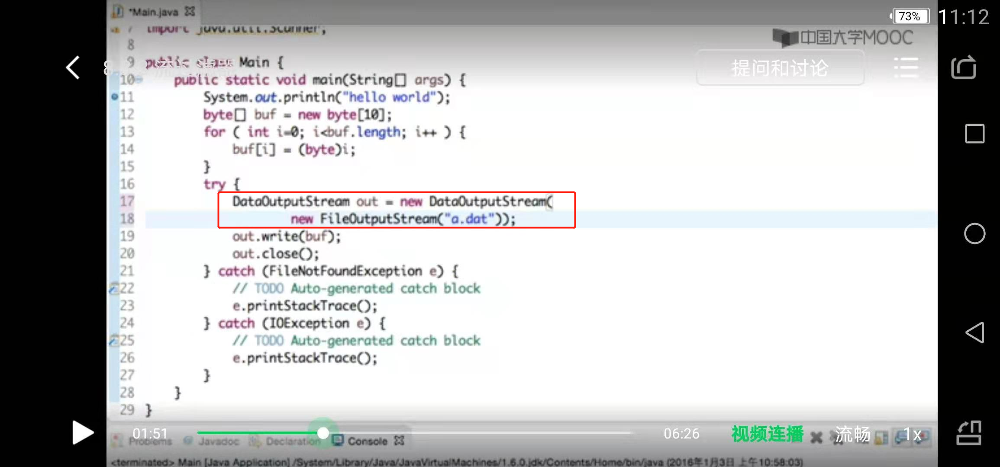 *Main.java
73%
11:12
7 import java.util.Scanner;
中国大学MOOC
8
提问和讨论
9 public class Main {
10 public static void main(String[] args) {
11 System.out.println("hello world");
12 byte[] buf = new byte[10];
13 for ( int i=0; i<buf.length; i++ ) {
14 buf[i] = (byte)i;
15 }
16 try {
17 DataOutputStream out = new DataOutputStream(
18 new FileOutputStream("a.dat"));
19 out.write(buf);
20 out.close();
21 } catch (FileNotFoundException e) {
22 // TODO Auto-generated catch block
23 e.printStackTrace();
24 } catch (IOException e) {
25 // TODO Auto-generated catch block
26 e.printStackTrace();
27 }
28 }
29 }
01:51
06:26
视频连播
流畅
1x
Problems Javadoc Declaration Console
<terminated> Main [Java Application] /System/Library/Java/JavaVirtualMachines/1.6.0.jdk/Contents/Home/bin/java (2016年1月3日 上午10:58:03)